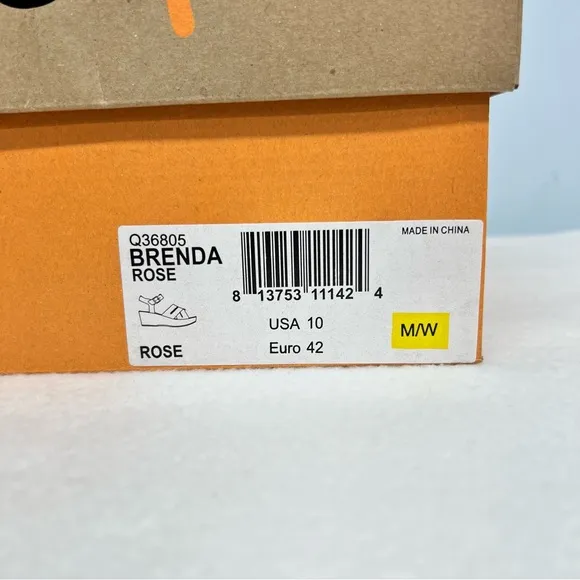 Q36805
BRENDA
ROSE
MADE IN CHINA
8 13753 11142 4
USA 10
M/W
ROSE
Euro 42